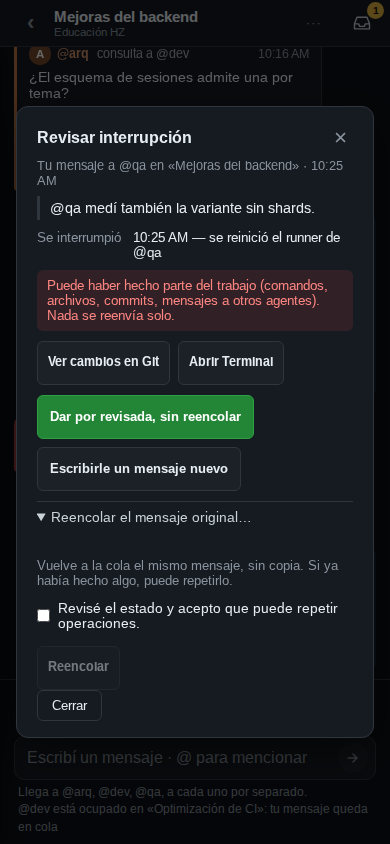 Mejoras del backend
Educación HZ
1
A @arq consulta a @dev 10:16 AM
¿El esquema de sesiones admite una por
tema?
Revisar interrupción
Tu mensaje a @qa en «Mejoras del backend» · 10:25
AM
@qa medí también la variante sin shards.
Se interrumpió 10:25 AM — se reinició el runner de
@qa
Puede haber hecho parte del trabajo (comandos,
archivos, commits, mensajes a otros agentes).
Nada se reenvía solo.
Ver cambios en Git Abrir Terminal
Dar por revisada, sin reencolar
Escribirle un mensaje nuevo
▼ Reencolar el mensaje original…
Vuelve a la cola el mismo mensaje, sin copia. Si ya
había hecho algo, puede repetirlo.
Revisé el estado y acepto que puede repetir
operaciones.
Reencolar
Cerrar
Escribí un mensaje · @ para mencionar
Llega a @arq, @dev, @qa, a cada uno por separado.
@dev está ocupado en «Optimización de CI»: tu mensaje queda
en cola